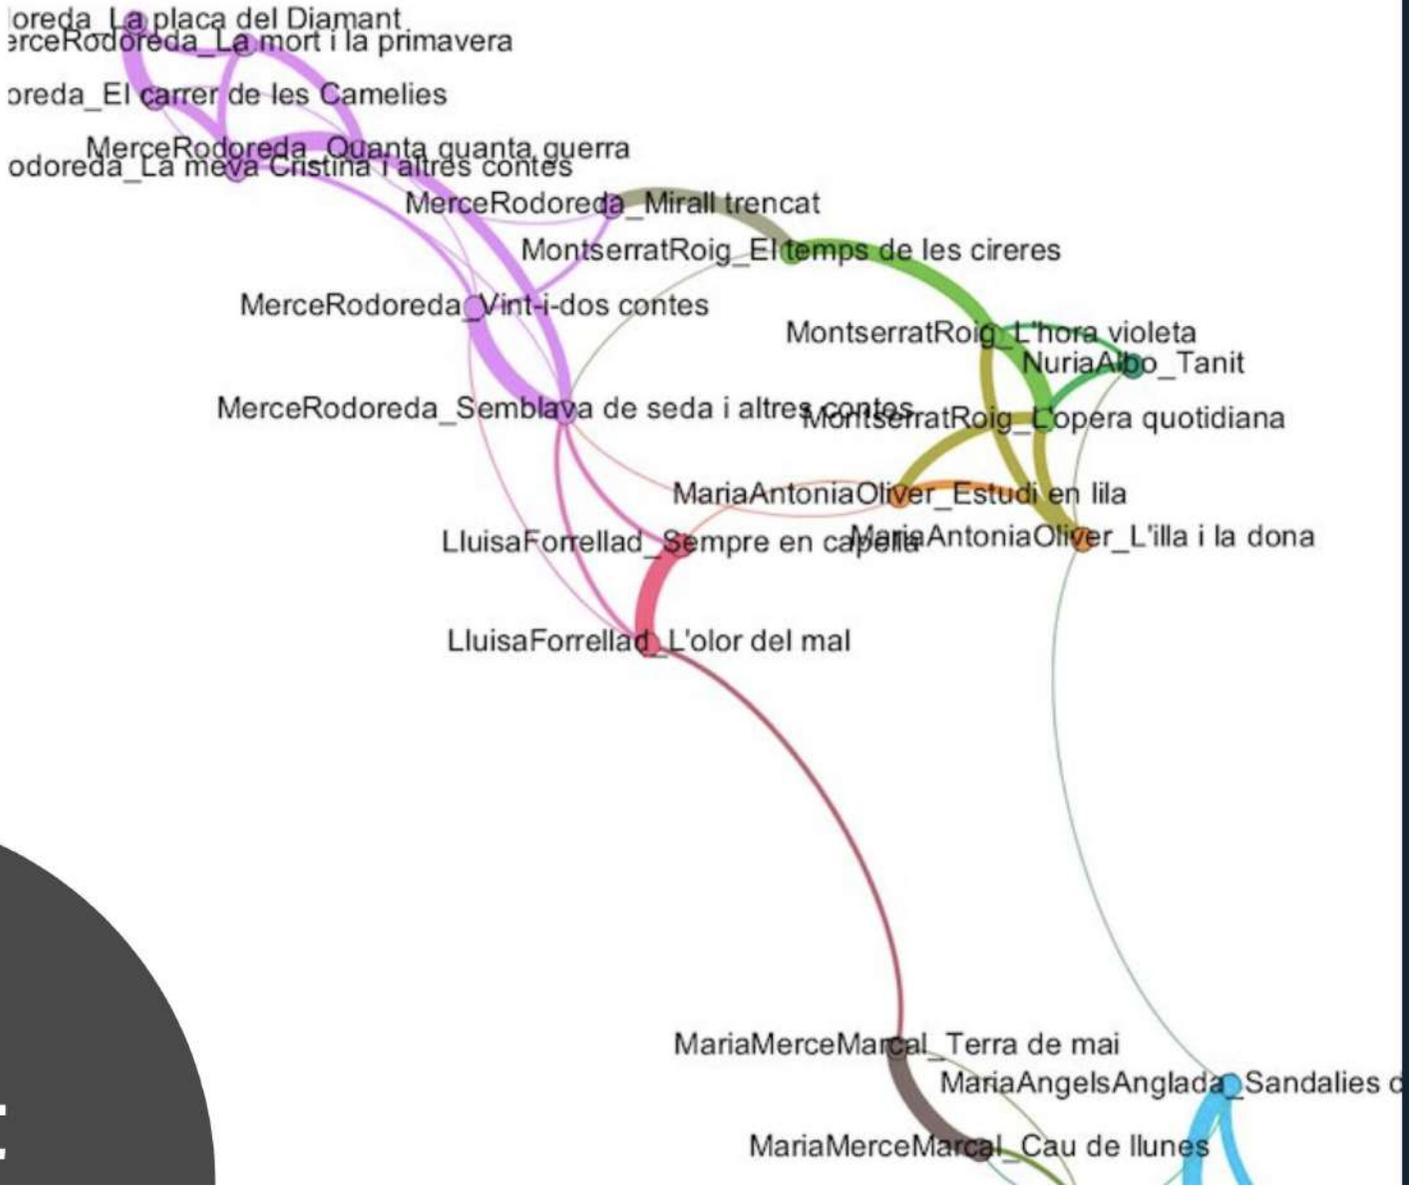 oreda_La placa del Diamant
erceRodoreda_La mort i la primavera
oreda_El carrer de les Camelies
MerceRodoreda_Quanta quanta guerra
odoreda_La meva Cristina i altres contes
MerceRodoreda_Mirall trencat
MontserratRoig_El temps de les cireres
MerceRodoreda_Vint-i-dos contes
MontserratRoig_L'hora violeta
NuriaAlbo_Tanit
MerceRodoreda_Semblava de seda i altres contes
MontserratRoig_L'opera quotidiana
MariaAntoniaOliver_Estudi en lila
LluisaForrellad_Sempre en capella
MariaAntoniaOliver_L'illa i la dona
LluisaForrellad_L'olor del mal
MariaMerceMarcal_Terra de mai
MariaAngelsAnglada_Sandalies d
MariaMerceMarcal_Cau de llunes